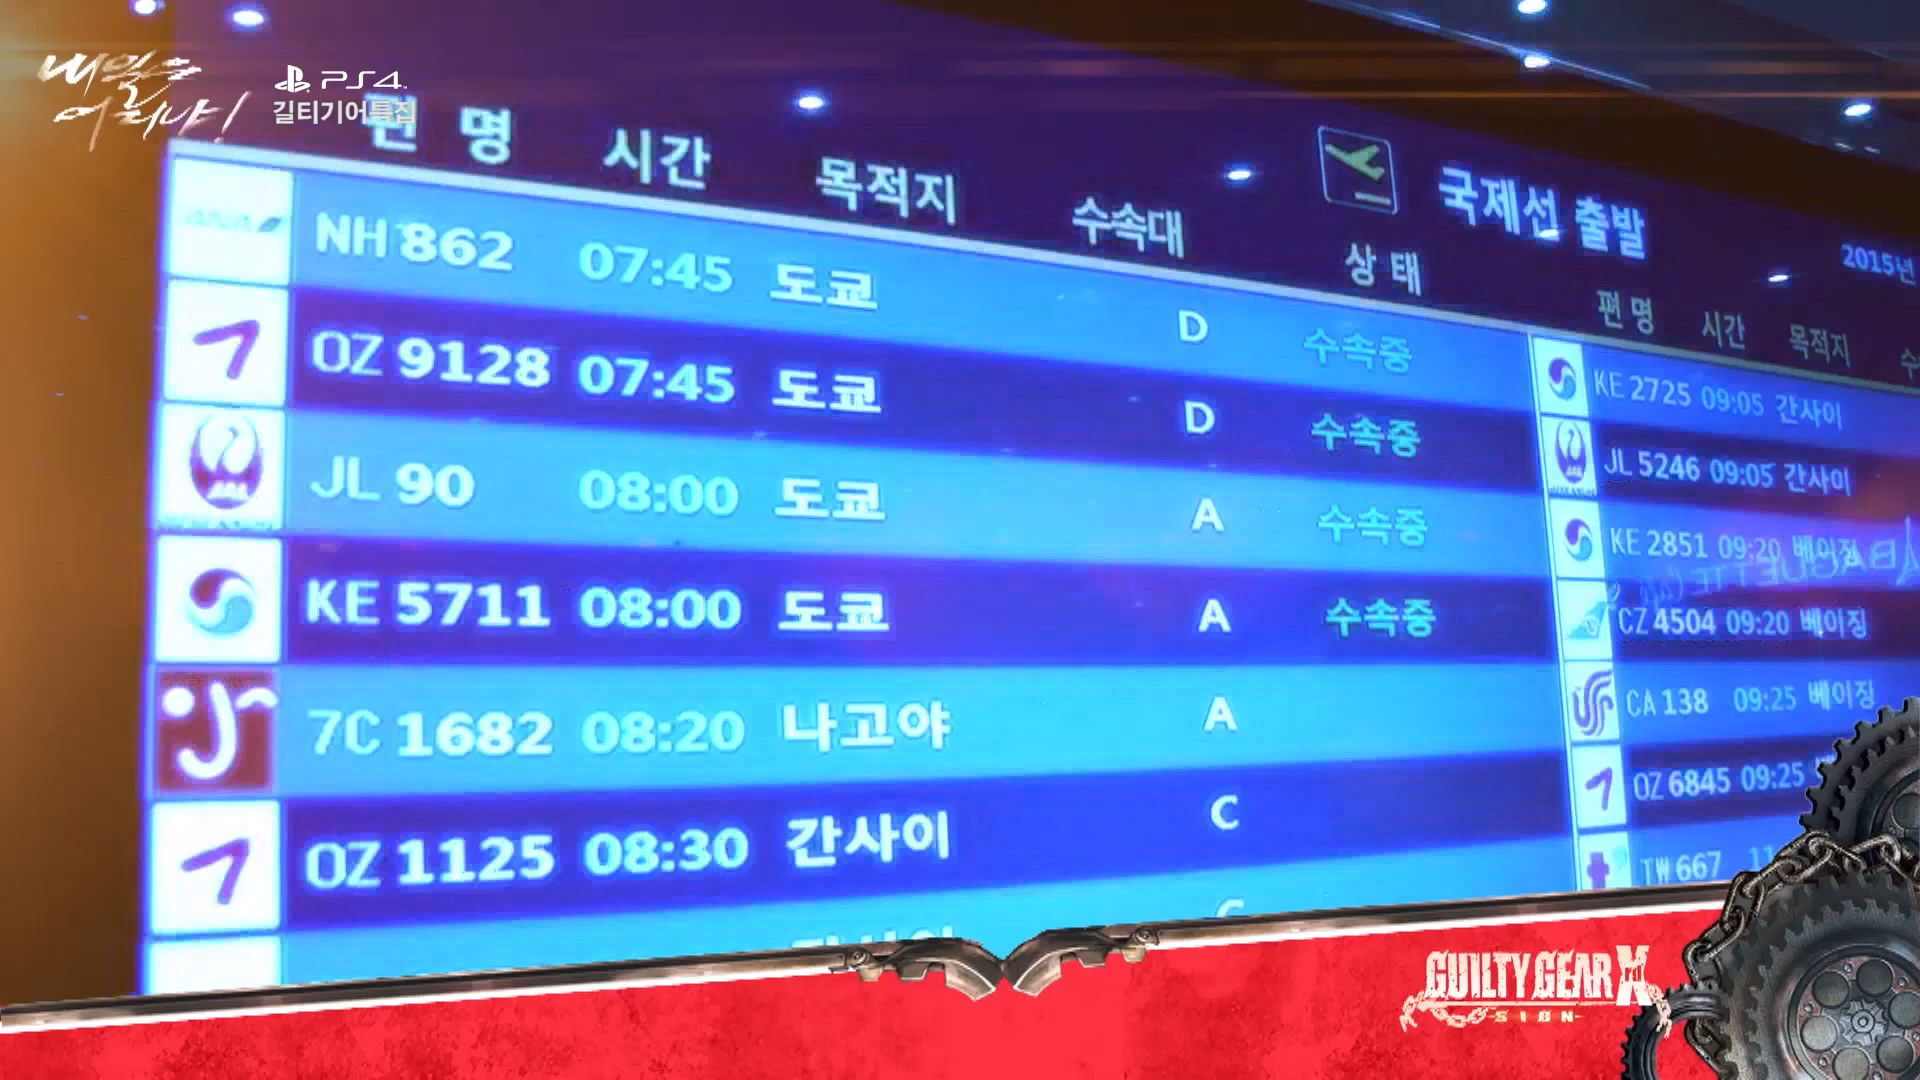 내일은
어리나!
PS4
길티기어특집
편 명 시간 목적지 수속대 상 태
NH 862 07:45 도쿄 D 수속중
OZ 9128 07:45 도쿄 D 수속중
JL 90 08:00 도쿄 A 수속중
KE 5711 08:00 도쿄 A 수속중
7C 1682 08:20 나고야 A
OZ 1125 08:30 간사이 C
국제선 출발
2015년
편 명 시간 목적지
KE 2725 09:05 간사이
JL 5246 09:05 간사이
KE 2851 09:20 베이징
CZ 4504 09:20 베이징
CA 138 09:25 베이징
OZ 6845 09:25
TW 667
GUILTY GEAR X
SIGN